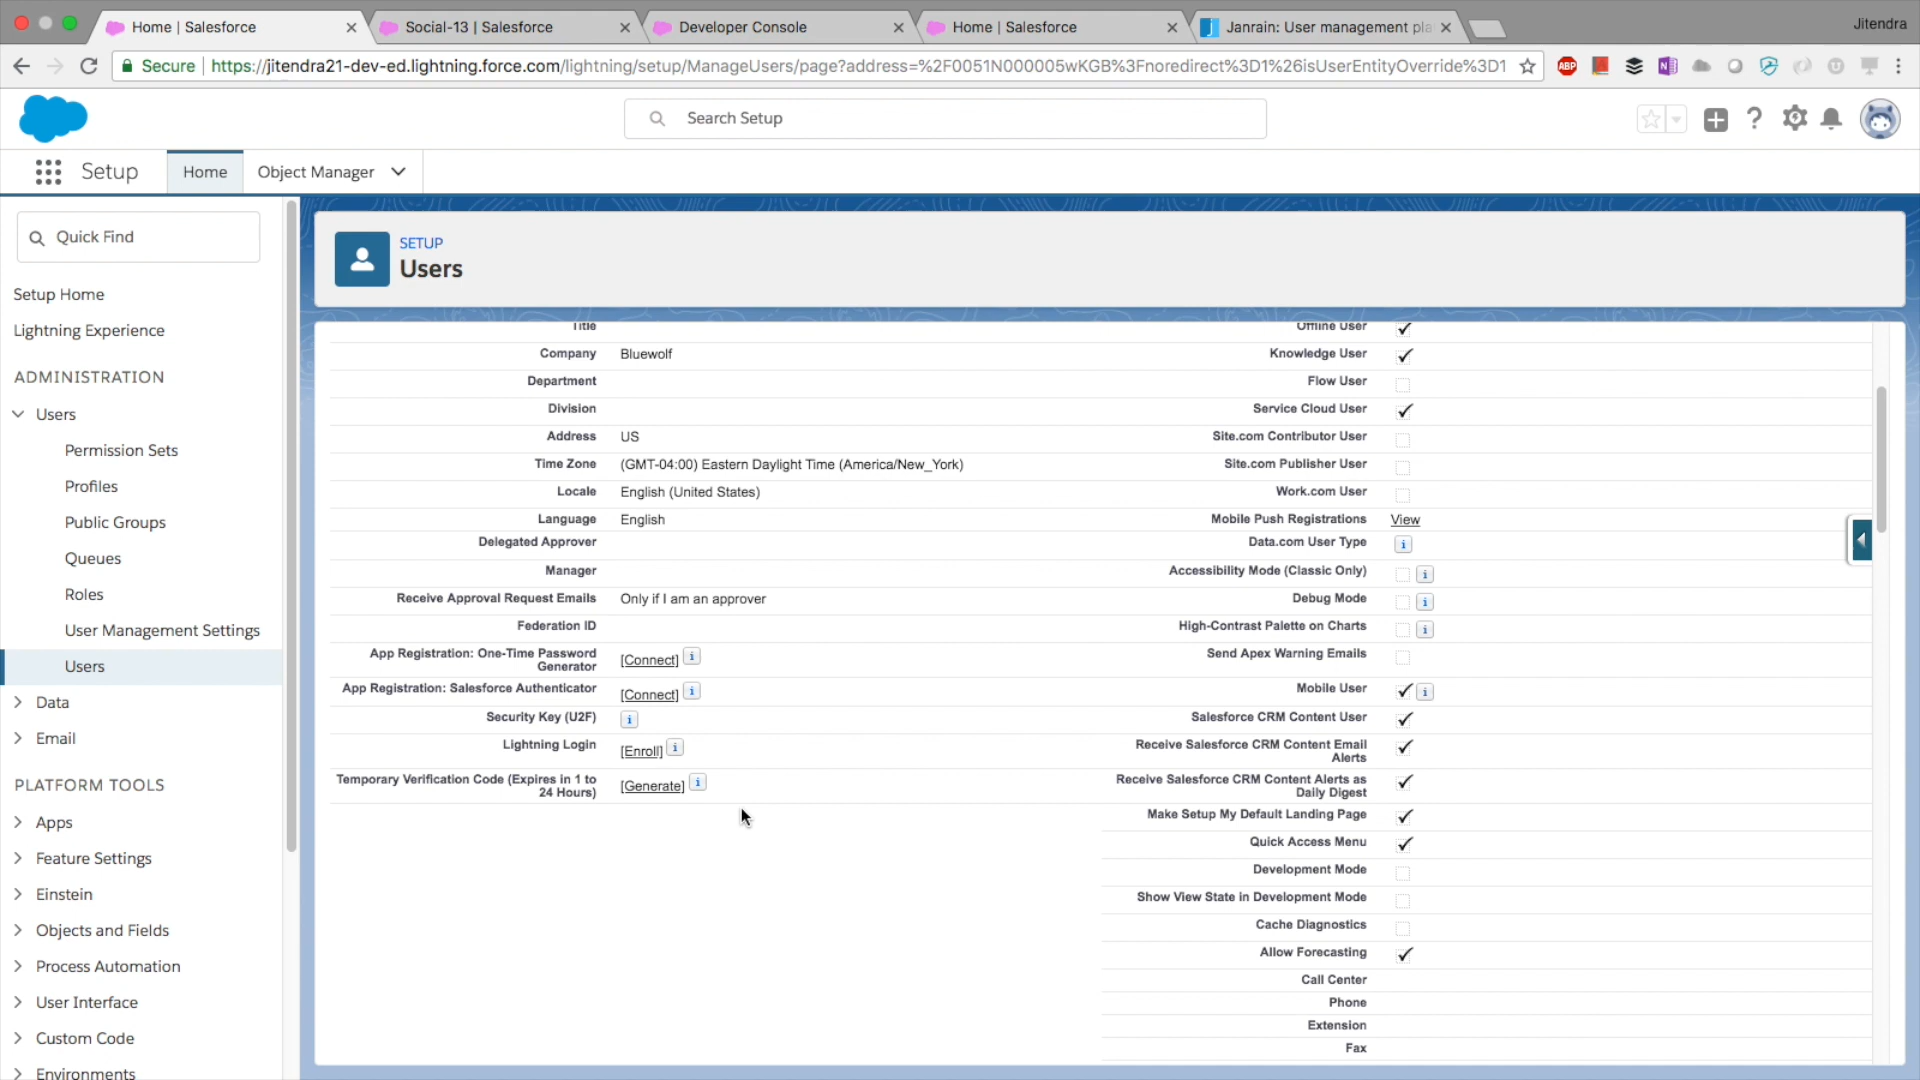 Home | Salesforce
Social-13 | Salesforce
Developer Console
Home | Salesforce
Janrain: User management pla
Jitendra
Secure
https://jitendra21-dev-ed.lightning.force.com/lightning/setup/ManageUsers/page?address=%2F0051N000005wKGB%3Fnoredirect%3D1%26isUserEntityOverride%3D1
ABP
Search Setup
Setup
Home
Object Manager
Quick Find
Setup Home
Lightning Experience
ADMINISTRATION
Users
Permission Sets
Profiles
Public Groups
Queues
Roles
User Management Settings
Users
Data
Email
PLATFORM TOOLS
Apps
Feature Settings
Einstein
Objects and Fields
Process Automation
User Interface
Custom Code
Environments
SETUP
Users
Title
Company Bluewolf
Department
Division
Address US
Time Zone (GMT-04:00) Eastern Daylight Time (America/New_York)
Locale English (United States)
Language English
Delegated Approver
Manager
Receive Approval Request Emails Only if I am an approver
Federation ID
App Registration: One-Time Password
Generator
[Connect] i
App Registration: Salesforce Authenticator
[Connect] i
Security Key (U2F) i
Lightning Login [Enroll] i
Temporary Verification Code (Expires in 1 to
24 Hours)
[Generate] i
Offline User
Knowledge User
Flow User
Service Cloud User
Site.com Contributor User
Site.com Publisher User
Work.com User
Mobile Push Registrations View
Data.com User Type i
Accessibility Mode (Classic Only) i
Debug Mode i
High-Contrast Palette on Charts i
Send Apex Warning Emails
Mobile User i
Salesforce CRM Content User
Receive Salesforce CRM Content Email
Alerts
Receive Salesforce CRM Content Alerts as
Daily Digest
Make Setup My Default Landing Page
Quick Access Menu
Development Mode
Show View State in Development Mode
Cache Diagnostics
Allow Forecasting
Call Center
Phone
Extension
Fax